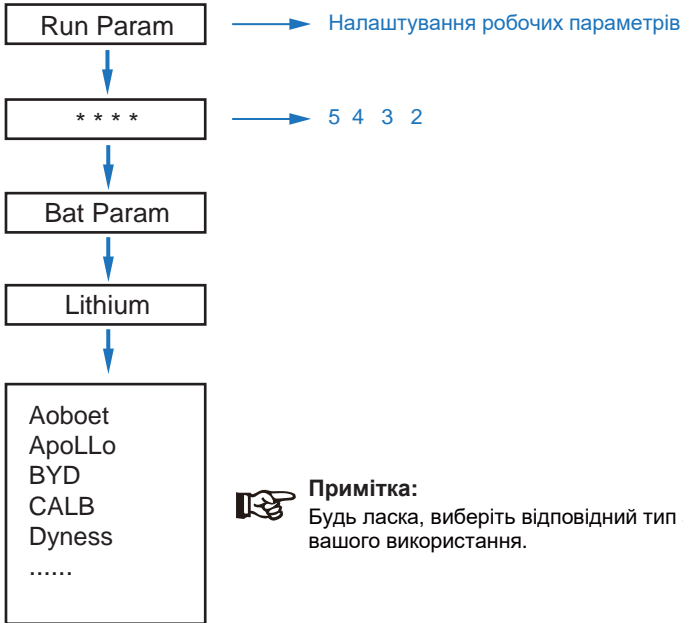 Run Param
Налаштування робочих параметрів
* * * *
5 4 3 2
Bat Param
Lithium
Aoboet
ApoLLo
BYD
CALB
Dyness
......
Примітка:
Будь ласка, виберіть відповідний тип
вашого використання.